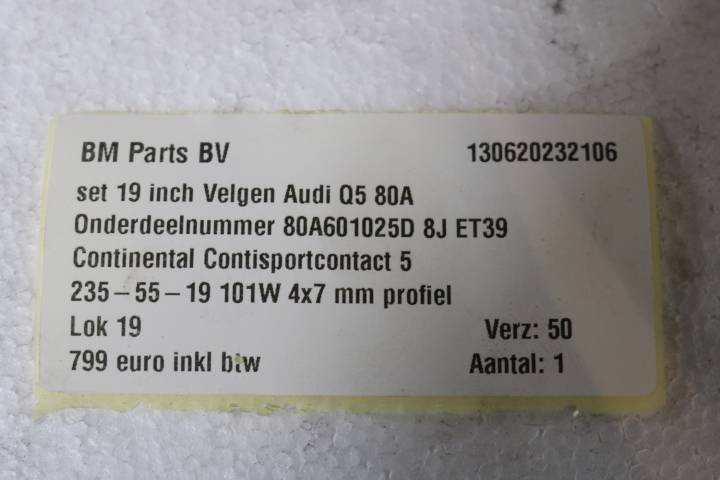 BM Parts BV 130620232106
set 19 inch Velgen Audi Q5 80A
Onderdeelnummer 80A601025D 8J ET39
Continental Contisportcontact 5
235-55-19 101W 4x7 mm profiel
Lok 19 Verz: 50
799 euro inkl btw Aantal: 1